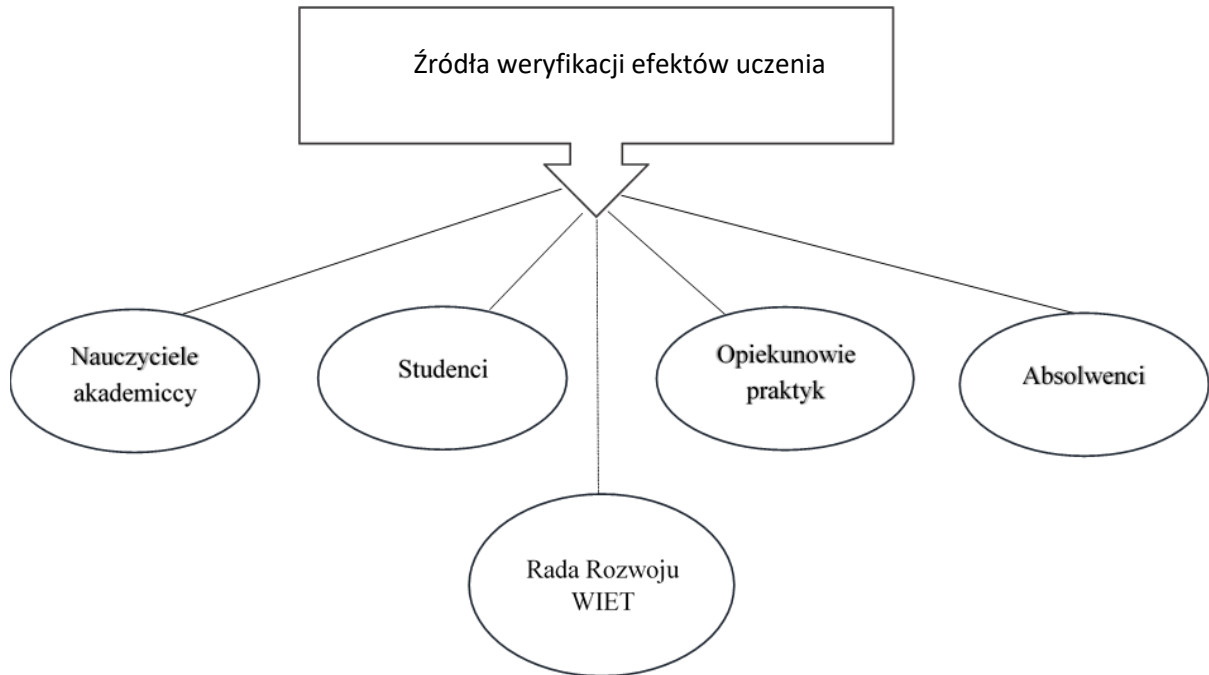 Źródła weryfikacji efektów uczenia
Nauczyciele
akademiccy
Studenci
Opiekunowie
praktyk
Absolwenci
Rada Rozwoju
WIET